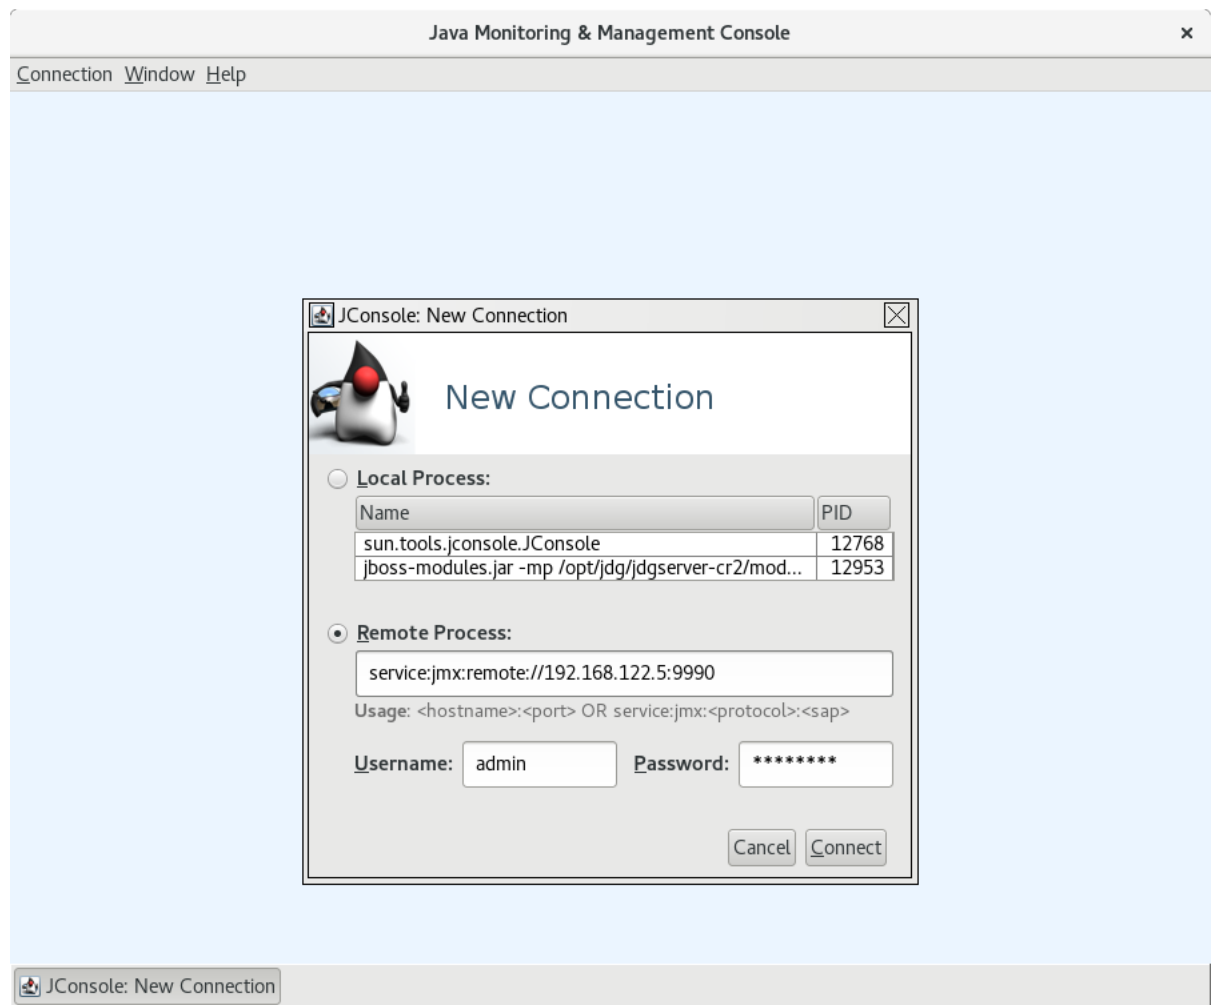 Java Monitoring & Management Console
Connection Window Help
JConsole: New Connection
New Connection
Local Process:
Name PID
sun.tools.jconsole.JConsole 12768
jboss-modules.jar -mp /opt/jdg/jdgserver-cr2/mod... 12953
Remote Process:
service:jmx:remote://192.168.122.5:9990
Usage: <hostname>:<port> OR service:jmx:<protocol>:<sap>
Username: admin Password: ********
Cancel Connect
JConsole: New Connection